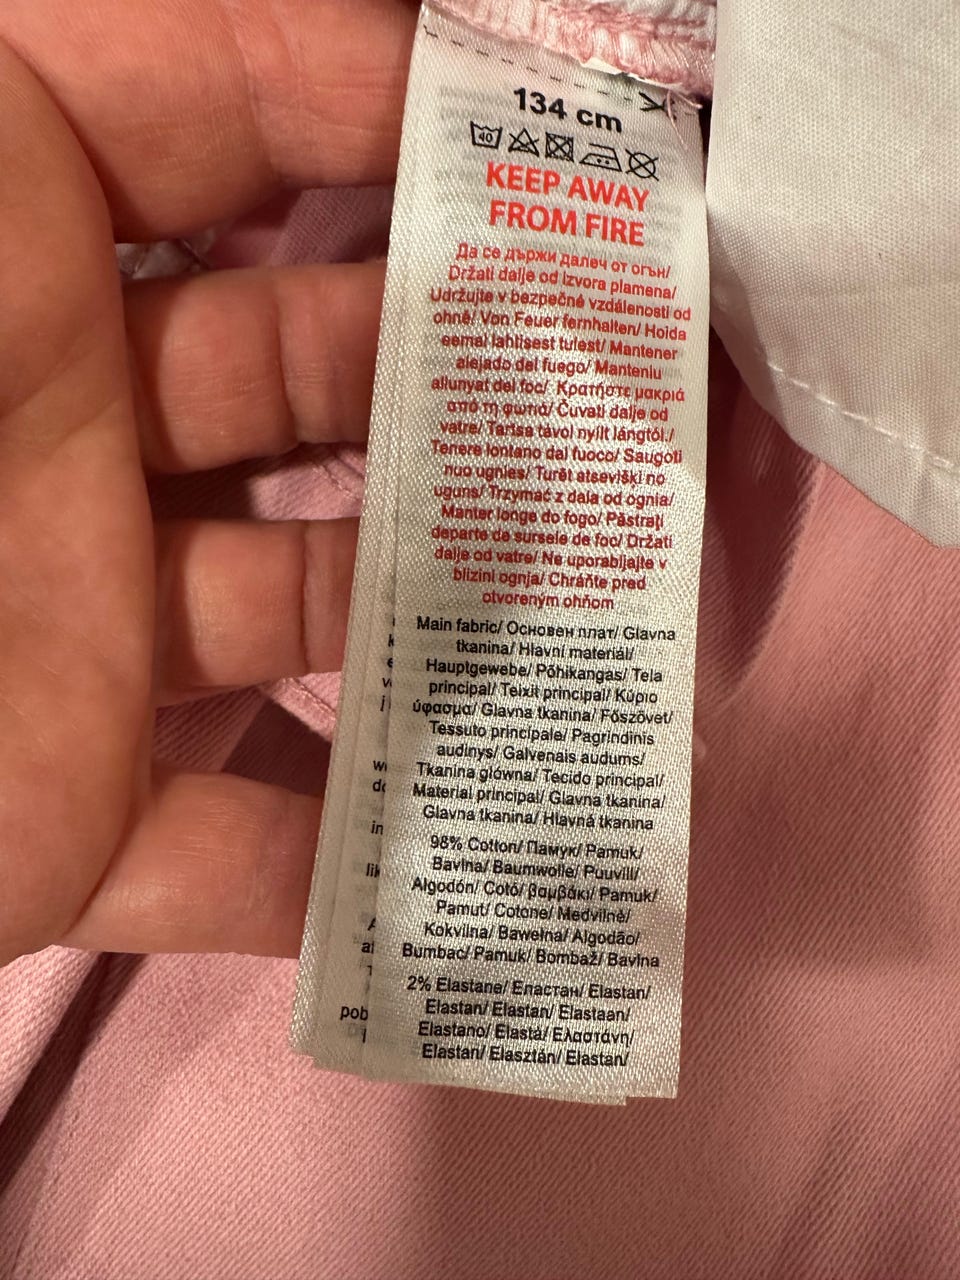 134 cm
40
KEEP AWAY
FROM FIRE
Да се държи далеч от огън/
Držati dalje od izvora plamena/
Udržujte v bezpečné vzdálenosti od
ohně/ Von Feuer fernhalten/ Hoida
eemal lahtisest tulest/ Mantener
alejado del fuego/ Manteniu
allunyat del foc/ Κρατήστε μακριά
από τη φωτιά/ Čuvati dalje od
vatre/ Tartsa távol nyílt lángtól./
Tenere lontano dal fuoco/ Saugoti
nuo ugnies/ Turēt atsevišķi no
uguns/ Trzymać z dala od ognia/
Manter longe do fogo/ Păstrați
departe de sursele de foc/ Držati
dalje od vatre/ Ne uporabljajte v
blizini ognja/ Chráňte pred
otvoreným ohňom
Main fabric/ Основен плат/ Glavna
tkanina/ Hlavní materiál/
Hauptgewebe/ Põhikangas/ Tela
principal/ Teixit principal/ Κύριο
ύφασμα/ Glavna tkanina/ Fószövet/
Tessuto principale/ Pagrindinis
audinys/ Galvenais audums/
Tkanina główna/ Tecido principal/
Material principal/ Glavna tkanina/
Glavna tkanina/ Hlavná tkanina
98% Cotton/ Памук/ Pamuk/
Bavlna/ Baumwolle/ Puuvill/
Algodón/ Cotó/ βαμβάκι/ Pamuk/
Pamut/ Cotone/ Medvilnė/
Kokvilna/ Bawełna/ Algodão/
Bumbac/ Pamuk/ Bombaž/ Bavlna
2% Elastane/ Еластан/ Elastan/
Elastan/ Elastan/ Elastaan/
Elastano/ Elastà/ Ελαστάνη/
Elastan/ Elasztán/ Elastan/